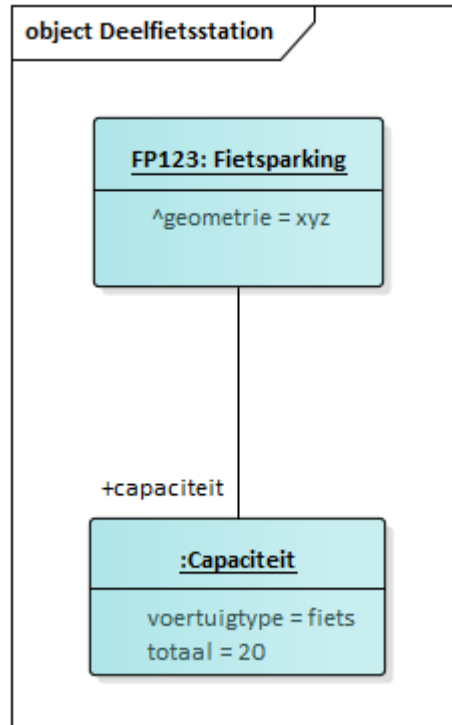 object Deelfietsstation
FP123: Fietsparking
^geometrie = xyz
+capaciteit
:Capaciteit
voertuigtype = fiets
totaal = 20